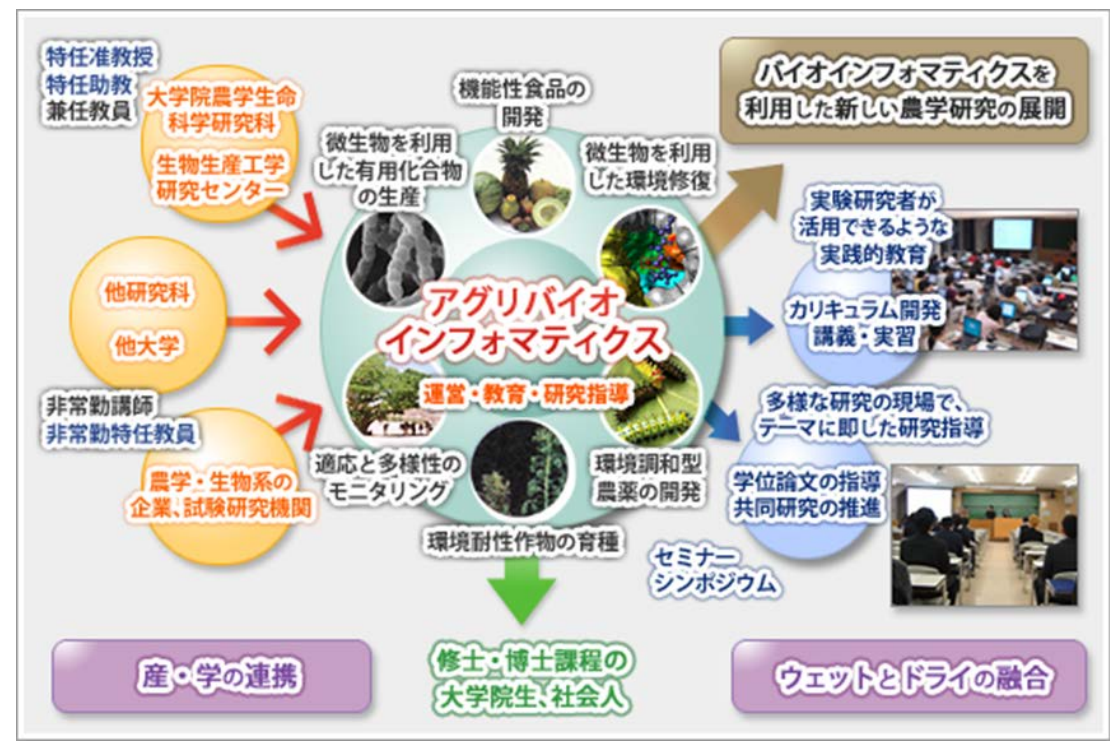 特任准教授
特任助教
兼任教員
大学院農学生命
科学研究科
生物生産工学
研究センター
他研究科
他大学
非常勤講師
非常勤特任教員
農学・生物系の
企業、試験研究機関
機能性食品の
開発
微生物を利用
した有用化合物
の生産
微生物を利用
した環境修復
アグリバイオ
インフォマティクス
運営・教育・研究指導
適応と多様性の
モニタリング
環境調和型
農薬の開発
環境耐性作物の育種
バイオインフォマティクスを
利用した新しい農学研究の展開
実験研究者が
活用できるような
実践的教育
カリキュラム開発
講義・実習
多様な研究の現場で、
テーマに即した研究指導
学位論文の指導
共同研究の推進
セミナー
シンポジウム
産・学の連携
修士・博士課程の
大学院生、社会人
ウェットとドライの融合